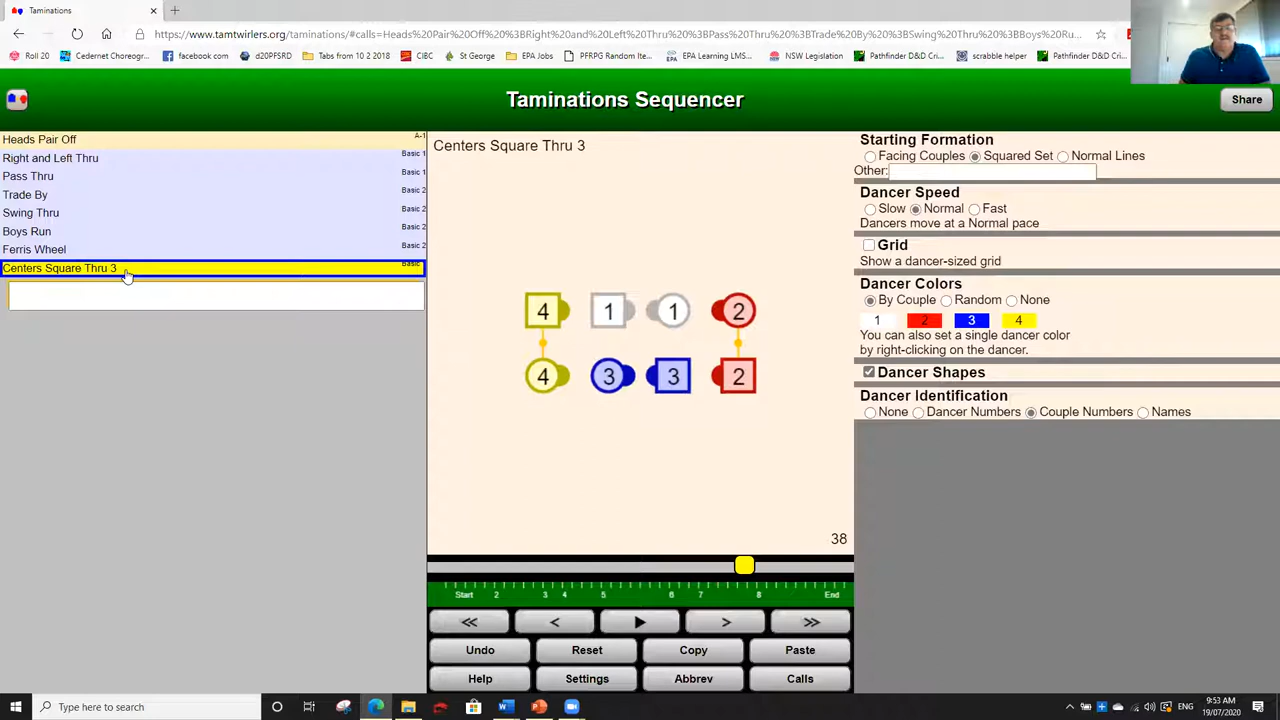 Taminations
https://www.tamtwirlers.org/taminations/#calls=Heads%20Pair%20Off%3BRight%20and%20Left%20Thru%3BPass%20Thru%3BTrade%20By%3BSwing%20Thru%3BBoys%20Ru...
Roll 20
Cedernet Choreogr...
facebook.com
d20PFSRD
Tabs from 10 2 2018
CIBC
St George
EPA Jobs
PFRPG Random Ite...
EPA Learning LMS...
NSW Legislation
Pathfinder D&D Cri...
scrabble helper
Pathfinder D&D Cri...
Taminations Sequencer
Share
Heads Pair Off A-1
Right and Left Thru Basic 1
Pass Thru Basic 1
Trade By Basic 2
Swing Thru Basic 2
Boys Run Basic 2
Ferris Wheel Basic 2
Centers Square Thru 3 Basic
Centers Square Thru 3
4 1 1 2
4 3 3 2
38
Start 2 3 4 5 6 7 8 End
<< < > >>
Undo Reset Copy Paste
Help Settings Abbrev Calls
Starting Formation
Facing Couples Squared Set Normal Lines
Other:
Dancer Speed
Slow Normal Fast
Dancers move at a Normal pace
Grid
Show a dancer-sized grid
Dancer Colors
By Couple Random None
1 2 3 4
You can also set a single dancer color
by right-clicking on the dancer.
Dancer Shapes
Dancer Identification
None Dancer Numbers Couple Numbers Names
Type here to search
ENG
9:53 AM
19/07/2020